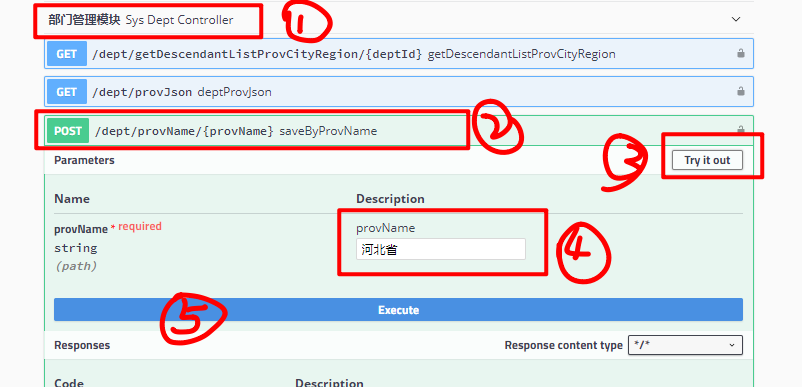 部门管理模块 Sys Dept Controller
1
GET /dept/getDescendantListProvCityRegion/{deptId} getDescendantListProvCityRegion
GET /dept/provJson deptProvJson
POST /dept/provName/{provName} saveByProvName
2
3
Parameters
Try it out
Name Description
provName * required
provName
string
河北省
4
(path)
Execute
5
Responses
Response content type */*
Code Description